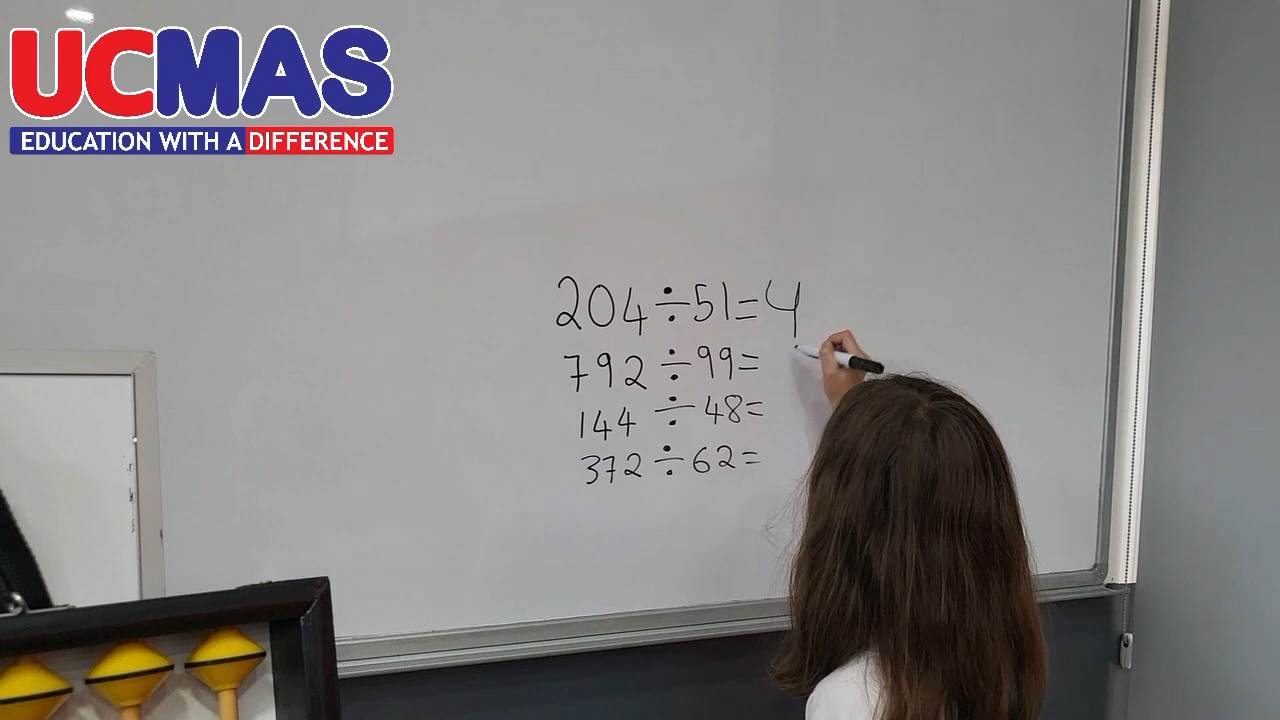 UCMAS
EDUCATION WITH A DIFFERENCE
204÷51=4
792÷99=
144÷48=
372÷62=